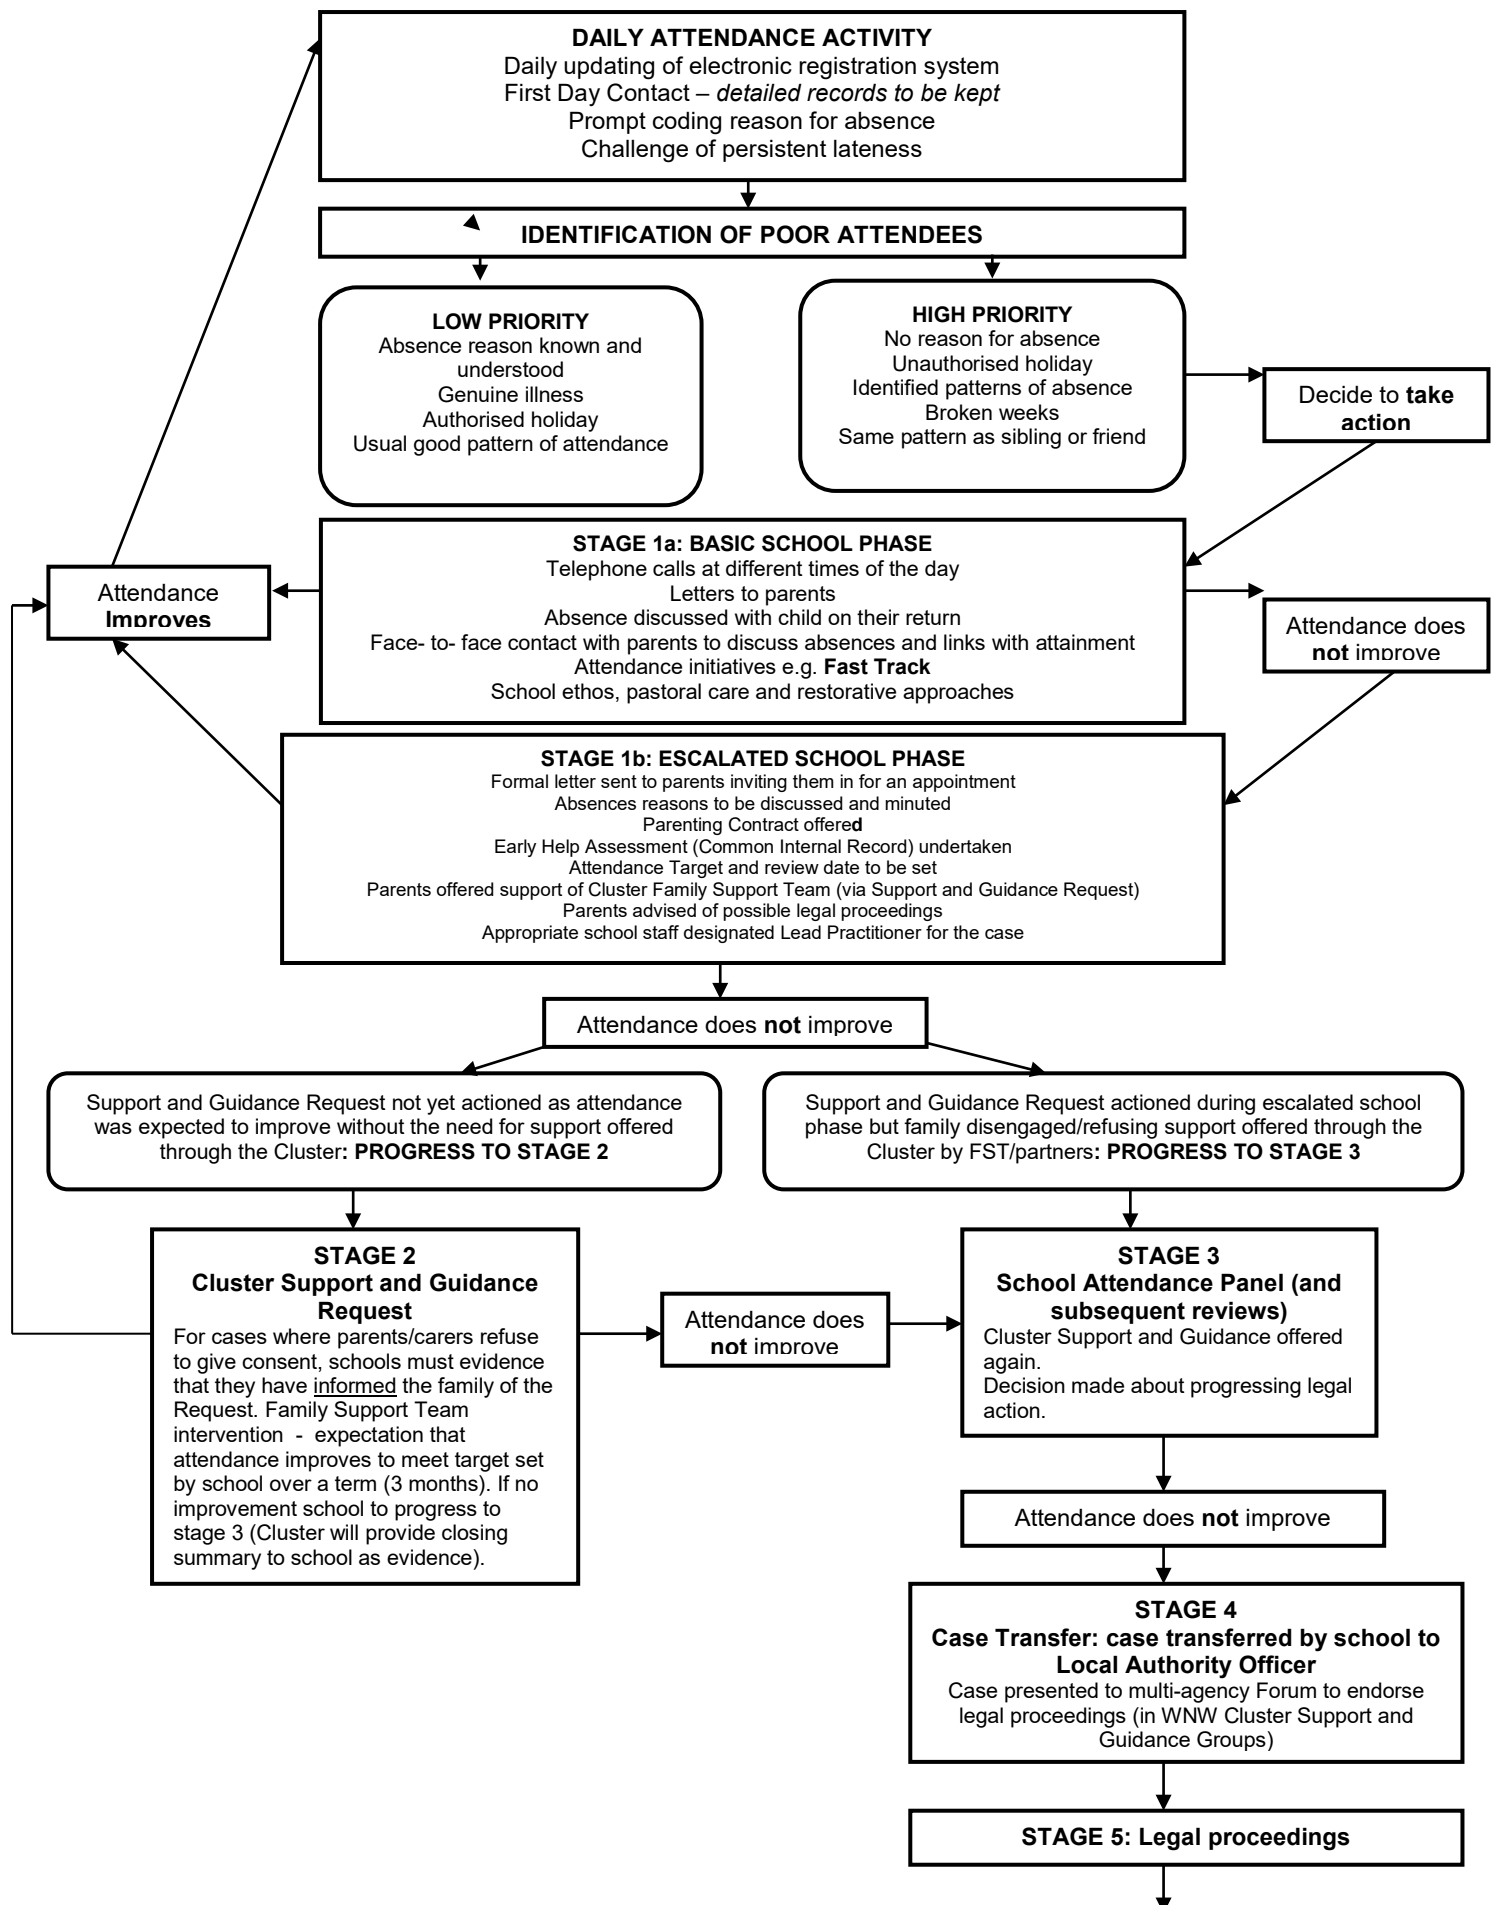 DAILY ATTENDANCE ACTIVITY
Daily updating of electronic registration system
First Day Contact – detailed records to be kept
Prompt coding reason for absence
Challenge of persistent lateness
IDENTIFICATION OF POOR ATTENDEES
LOW PRIORITY
Absence reason known and
understood
Genuine illness
Authorised holiday
Usual good pattern of attendance
HIGH PRIORITY
No reason for absence
Unauthorised holiday
Identified patterns of absence
Broken weeks
Same pattern as sibling or friend
Decide to take
action
STAGE 1a: BASIC SCHOOL PHASE
Telephone calls at different times of the day
Letters to parents
Absence discussed with child on their return
Face- to- face contact with parents to discuss absences and links with attainment
Attendance initiatives e.g. Fast Track
School ethos, pastoral care and restorative approaches
Attendance
Improves
Attendance does
not improve
STAGE 1b: ESCALATED SCHOOL PHASE
Formal letter sent to parents inviting them in for an appointment
Absences reasons to be discussed and minuted
Parenting Contract offered
Early Help Assessment (Common Internal Record) undertaken
Attendance Target and review date to be set
Parents offered support of Cluster Family Support Team (via Support and Guidance Request)
Parents advised of possible legal proceedings
Appropriate school staff designated Lead Practitioner for the case
Attendance does not improve
Support and Guidance Request not yet actioned as attendance
was expected to improve without the need for support offered
through the Cluster: PROGRESS TO STAGE 2
Support and Guidance Request actioned during escalated school
phase but family disengaged/refusing support offered through the
Cluster by FST/partners: PROGRESS TO STAGE 3
STAGE 2
Cluster Support and Guidance
Request
For cases where parents/carers refuse
to give consent, schools must evidence
that they have informed the family of the
Request. Family Support Team
intervention - expectation that
attendance improves to meet target set
by school over a term (3 months). If no
improvement school to progress to
stage 3 (Cluster will provide closing
summary to school as evidence).
Attendance does
not improve
STAGE 3
School Attendance Panel (and
subsequent reviews)
Cluster Support and Guidance offered
again.
Decision made about progressing legal
action.
Attendance does not improve
STAGE 4
Case Transfer: case transferred by school to
Local Authority Officer
Case presented to multi-agency Forum to endorse
legal proceedings (in WNW Cluster Support and
Guidance Groups)
STAGE 5: Legal proceedings